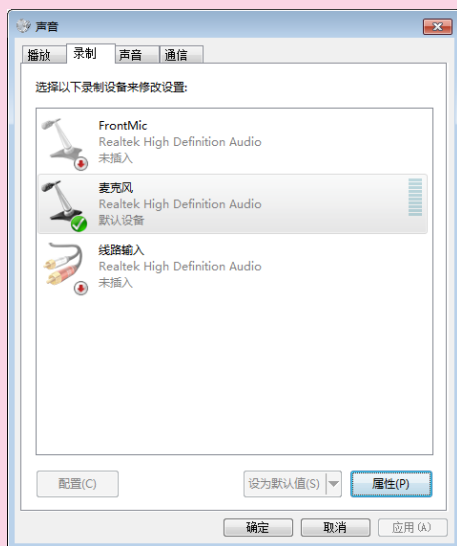 声音
播放 录制 声音 通信
选择以下录制设备来修改设置:
FrontMic
Realtek High Definition Audio
未插入
麦克风
Realtek High Definition Audio
默认设备
线路输入
Realtek High Definition Audio
未插入
配置(C) 设为默认值(S) 属性(P)
确定 取消 应用(A)